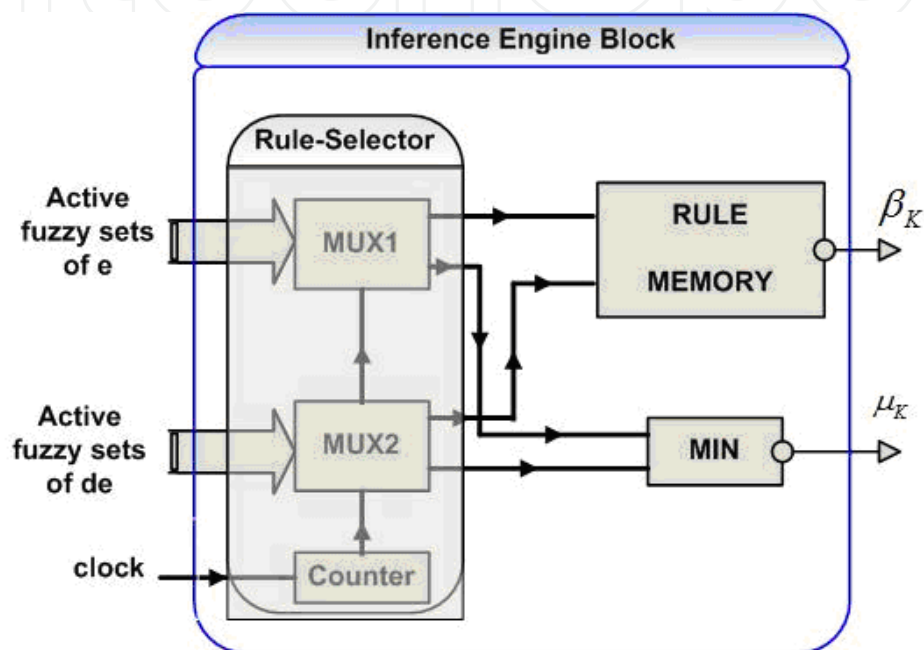 Inference Engine Block
Rule-Selector
Active
fuzzy sets
of e
MUX1
RULE
MEMORY
β_K
Active
fuzzy sets
of de
MUX2
MIN
μ_K
clock
Counter